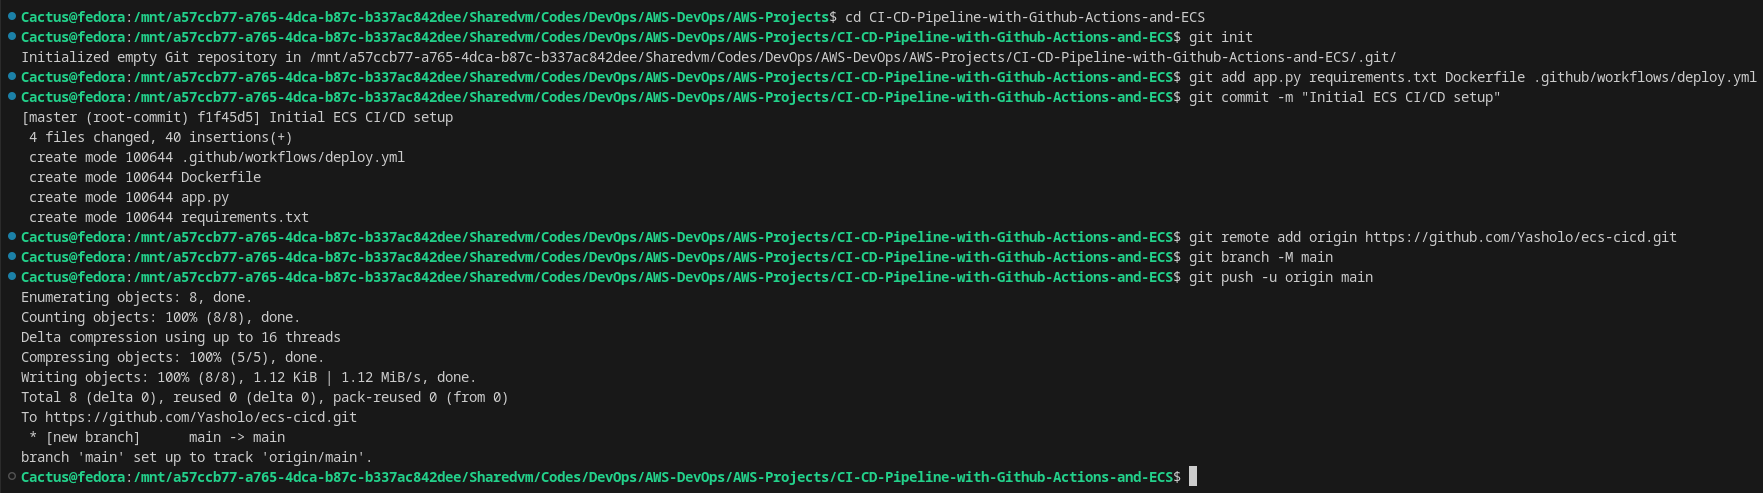 Cactus@fedora:/mnt/a57ccb77-a765-4dca-b87c-b337ac842dee/Sharedvm/Codes/DevOps/AWS-DevOps/AWS-Projects$ cd CI-CD-Pipeline-with-Github-Actions-and-ECS
Cactus@fedora:/mnt/a57ccb77-a765-4dca-b87c-b337ac842dee/Sharedvm/Codes/DevOps/AWS-DevOps/AWS-Projects/CI-CD-Pipeline-with-Github-Actions-and-ECS$ git init
Initialized empty Git repository in /mnt/a57ccb77-a765-4dca-b87c-b337ac842dee/Sharedvm/Codes/DevOps/AWS-DevOps/AWS-Projects/CI-CD-Pipeline-with-Github-Actions-and-ECS/.git/
Cactus@fedora:/mnt/a57ccb77-a765-4dca-b87c-b337ac842dee/Sharedvm/Codes/DevOps/AWS-DevOps/AWS-Projects/CI-CD-Pipeline-with-Github-Actions-and-ECS$ git add app.py requirements.txt Dockerfile .github/workflows/deploy.yml
Cactus@fedora:/mnt/a57ccb77-a765-4dca-b87c-b337ac842dee/Sharedvm/Codes/DevOps/AWS-DevOps/AWS-Projects/CI-CD-Pipeline-with-Github-Actions-and-ECS$ git commit -m "Initial ECS CI/CD setup"
[master (root-commit) f1f45d5] Initial ECS CI/CD setup
 4 files changed, 40 insertions(+)
 create mode 100644 .github/workflows/deploy.yml
 create mode 100644 Dockerfile
 create mode 100644 app.py
 create mode 100644 requirements.txt
Cactus@fedora:/mnt/a57ccb77-a765-4dca-b87c-b337ac842dee/Sharedvm/Codes/DevOps/AWS-DevOps/AWS-Projects/CI-CD-Pipeline-with-Github-Actions-and-ECS$ git remote add origin https://github.com/Yasholo/ecs-cicd.git
Cactus@fedora:/mnt/a57ccb77-a765-4dca-b87c-b337ac842dee/Sharedvm/Codes/DevOps/AWS-DevOps/AWS-Projects/CI-CD-Pipeline-with-Github-Actions-and-ECS$ git branch -M main
Cactus@fedora:/mnt/a57ccb77-a765-4dca-b87c-b337ac842dee/Sharedvm/Codes/DevOps/AWS-DevOps/AWS-Projects/CI-CD-Pipeline-with-Github-Actions-and-ECS$ git push -u origin main
Enumerating objects: 8, done.
Counting objects: 100% (8/8), done.
Delta compression using up to 16 threads
Compressing objects: 100% (5/5), done.
Writing objects: 100% (8/8), 1.12 KiB | 1.12 MiB/s, done.
Total 8 (delta 0), reused 0 (delta 0), pack-reused 0 (from 0)
To https://github.com/Yasholo/ecs-cicd.git
 * [new branch]      main -> main
branch 'main' set up to track 'origin/main'.
Cactus@fedora:/mnt/a57ccb77-a765-4dca-b87c-b337ac842dee/Sharedvm/Codes/DevOps/AWS-DevOps/AWS-Projects/CI-CD-Pipeline-with-Github-Actions-and-ECS$